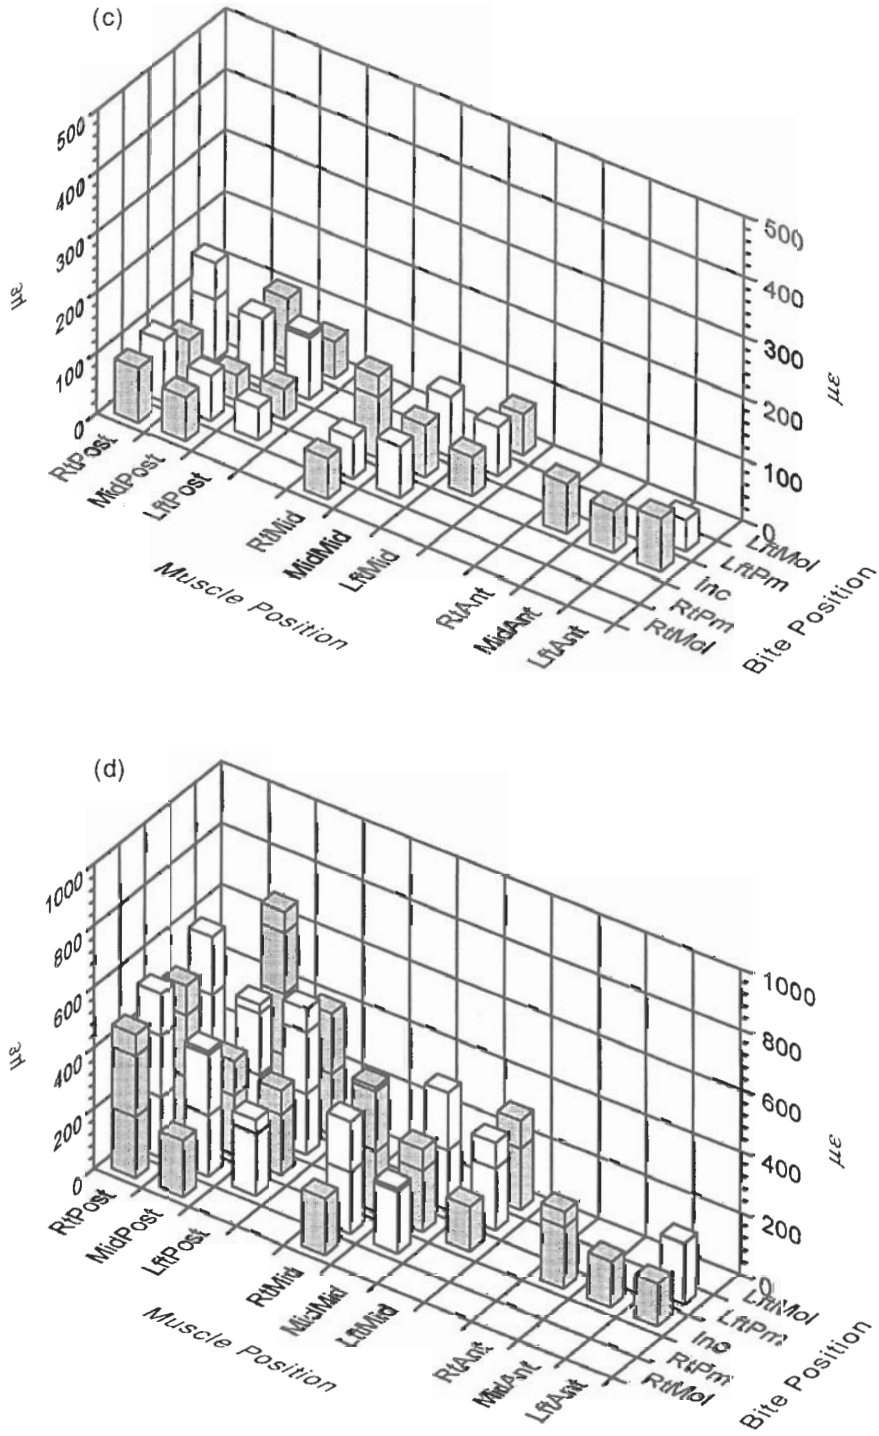 (c)
500
400
300
200
100
0
με
500
400
300
200
100
0
με
RtPost
MidPost
LftPost
RtMid
MidMid
LftMid
RtAnt
MidAnt
LftAnt
Muscle Position
LftMol
LftPm
Inc
RtPm
RtMol
Bite Position
(d)
1000
800
600
400
200
0
με
1000
800
600
400
200
0
με
RtPost
MidPost
LftPost
RtMid
MidMid
LftMid
RtAnt
MidAnt
LftAnt
Muscle Position
LftMol
LftPm
Inc
RtPm
RtMol
Bite Position